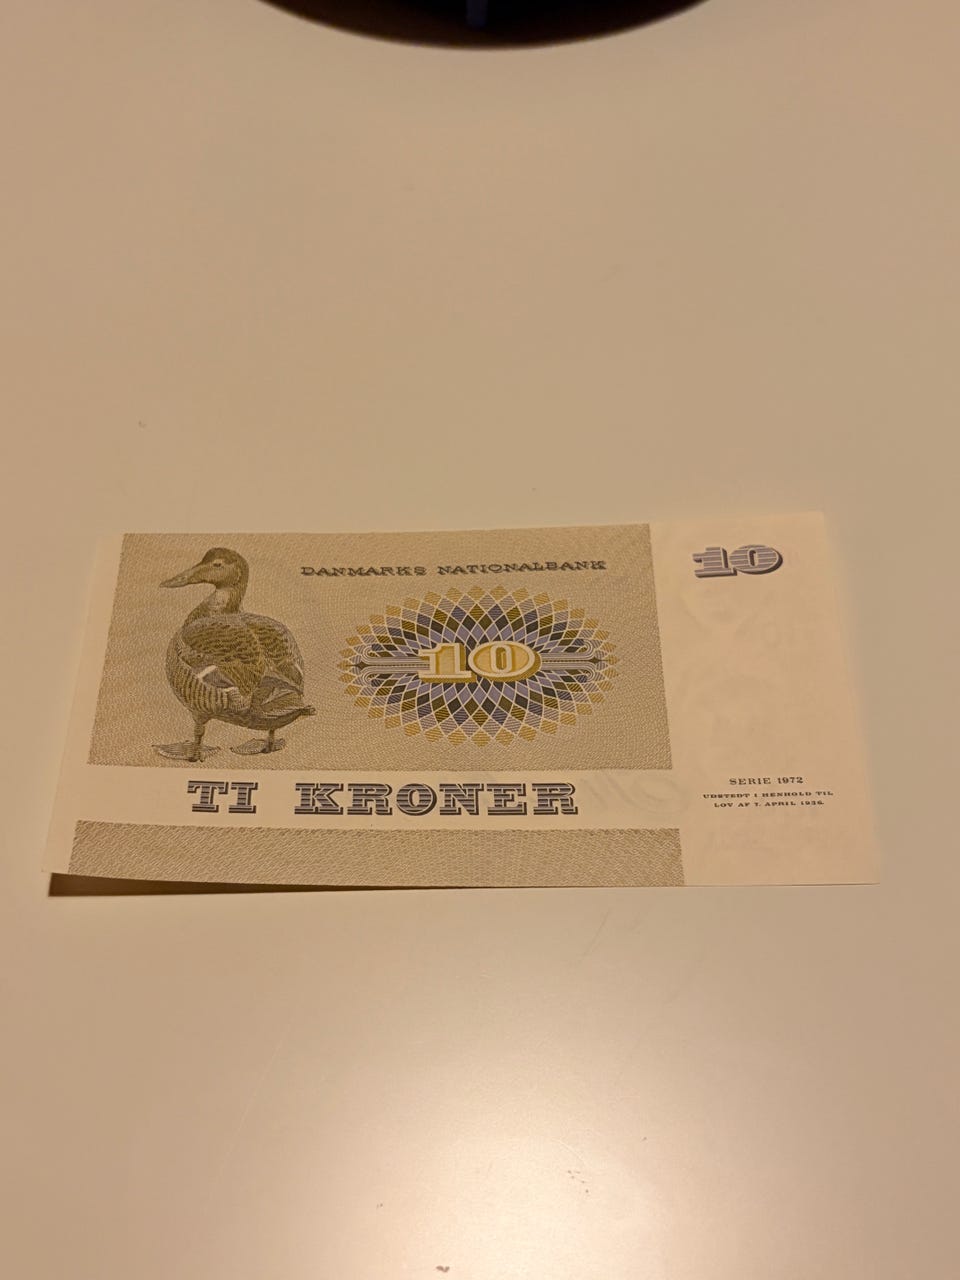 DANMARKS NATIONALBANK
10
10
TI KRONER
SERIE 1972
UDSTEDT I HENHOLD TIL
LOV AF 7. APRIL 1936